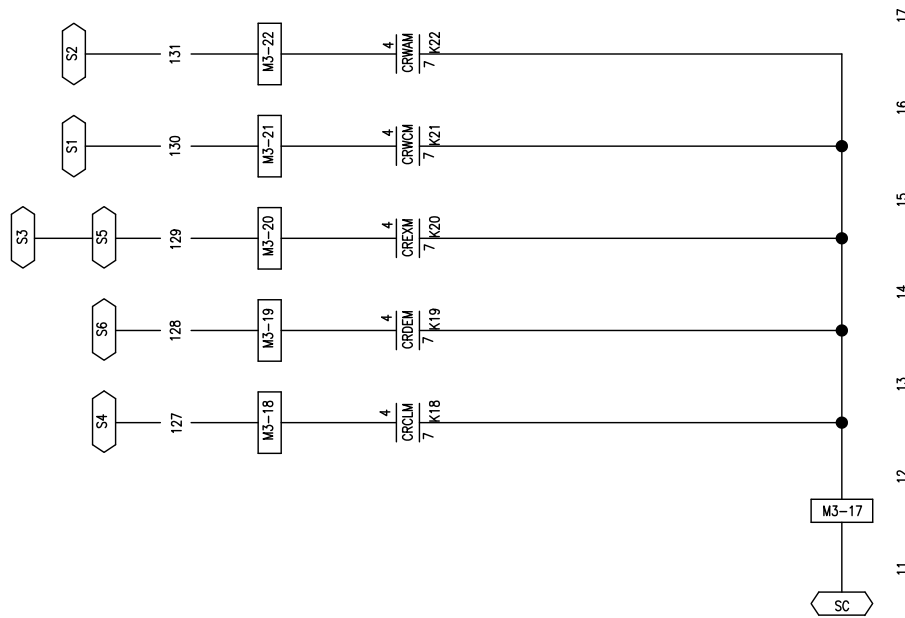 S2
131
M3-22
4
CRWAM
7
K22
17
S1
130
M3-21
4
CRWCM
7
K21
16
S3
S5
129
M3-20
4
CREXM
7
K20
15
S6
128
M3-19
4
CRDEM
7
K19
14
S4
127
M3-18
4
CRCLM
7
K18
13
12
M3-17
11
SC